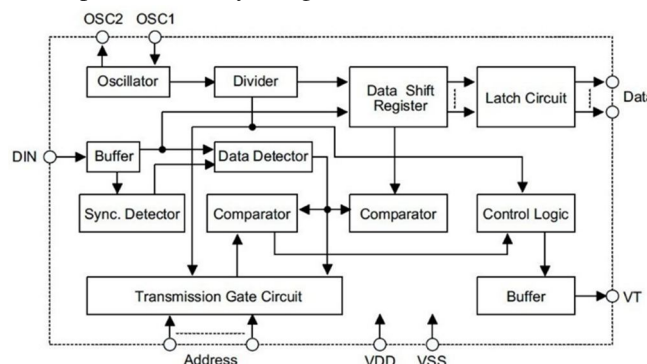 OSC2 OSC1
Oscillator
Divider
Data Shift
Register
Latch Circuit
Data
DIN
Buffer
Data Detector
Sync. Detector
Comparator
Comparator
Control Logic
Transmission Gate Circuit
Buffer
VT
Address
VDD
VSS